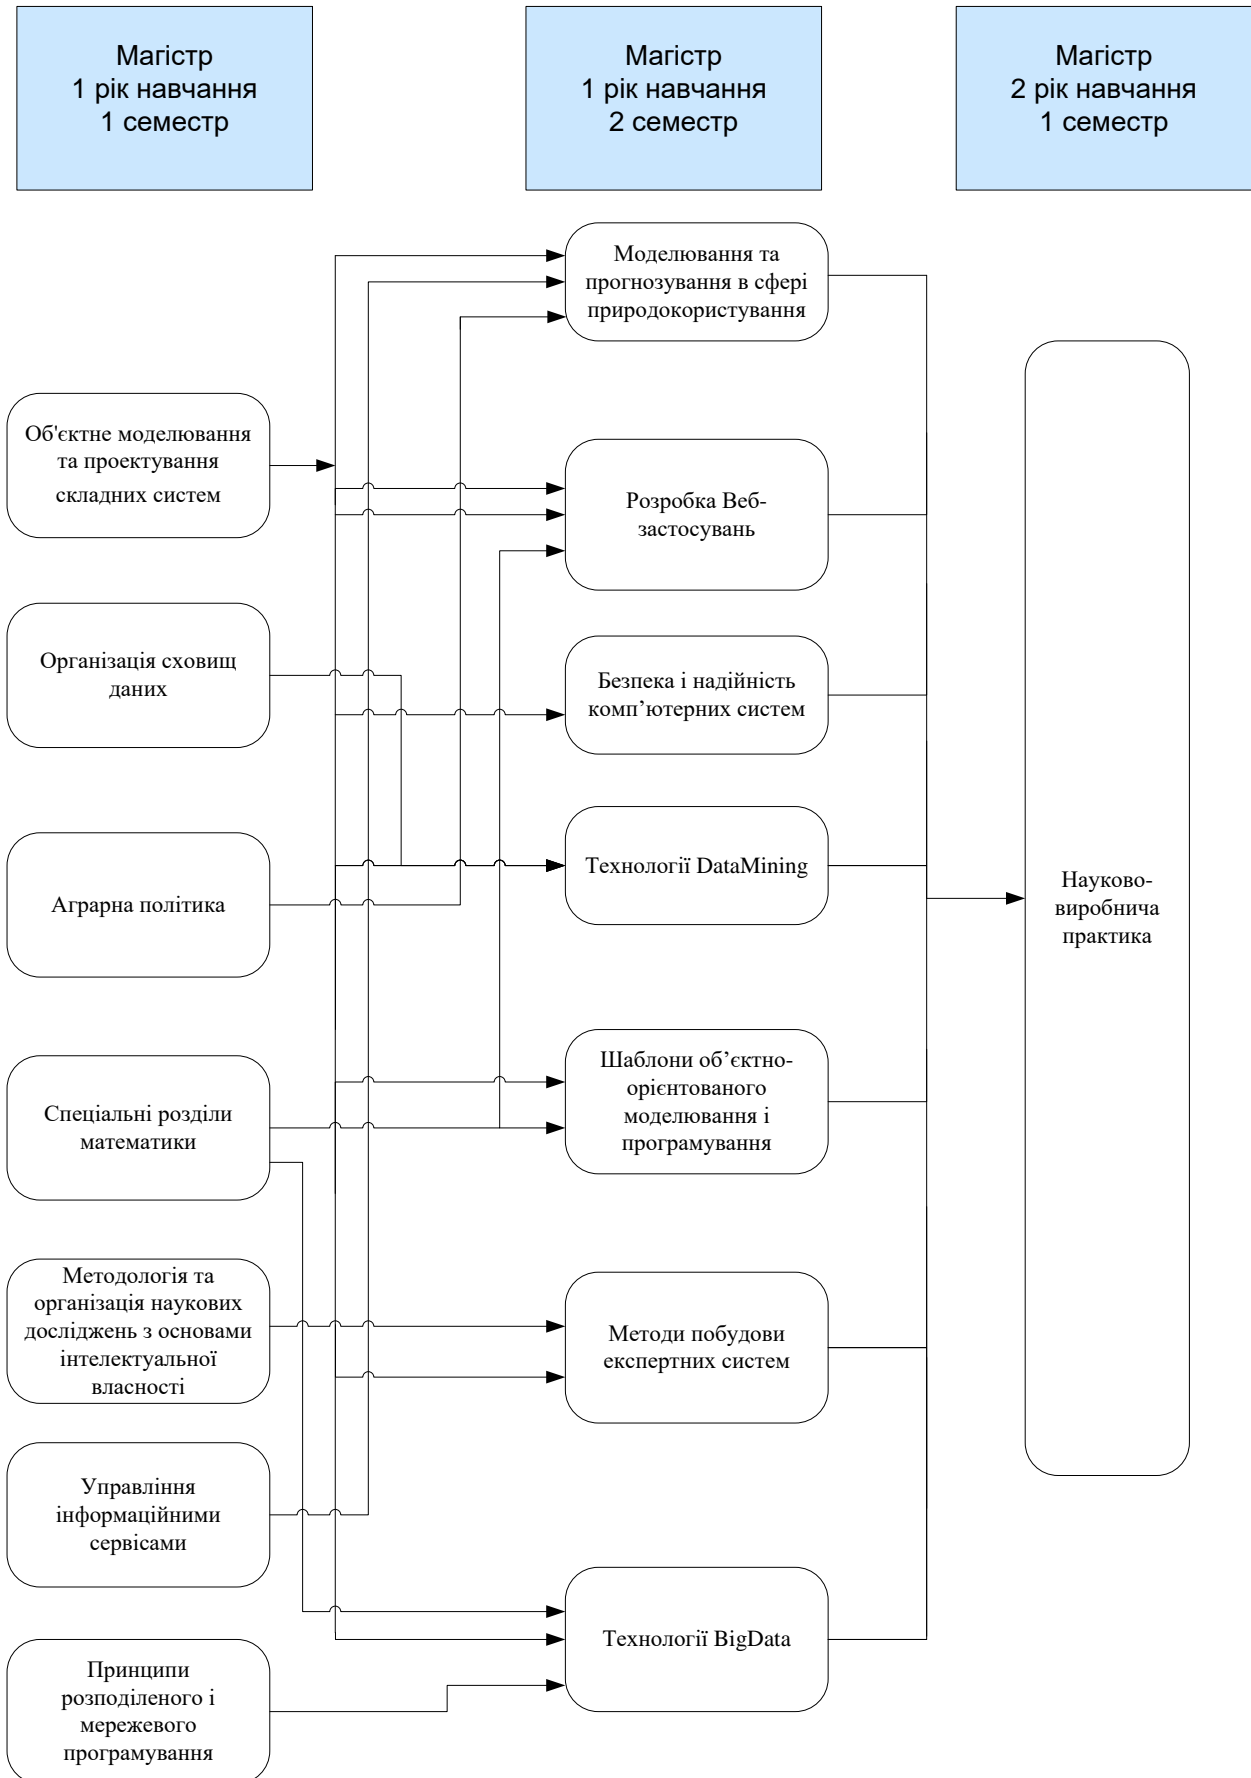 Магістр
1 рік навчання
1 семестр
Магістр
1 рік навчання
2 семестр
Магістр
2 рік навчання
1 семестр
Об'єктне моделювання
та проектування
складних систем
Організація сховищ
даних
Аграрна політика
Спеціальні розділи
математики
Методологія та
організація наукових
досліджень з основами
інтелектуальної
власності
Управління
інформаційними
сервісами
Принципи
розподіленого і
мережевого
програмування
Моделювання та
прогнозування в сфері
природокористування
Розробка Веб-
застосувань
Безпека і надійність
комп’ютерних систем
Технології DataMining
Шаблони об’єктно-
орієнтованого
моделювання і
програмування
Методи побудови
експертних систем
Технології BigData
Науково-
виробнича
практика